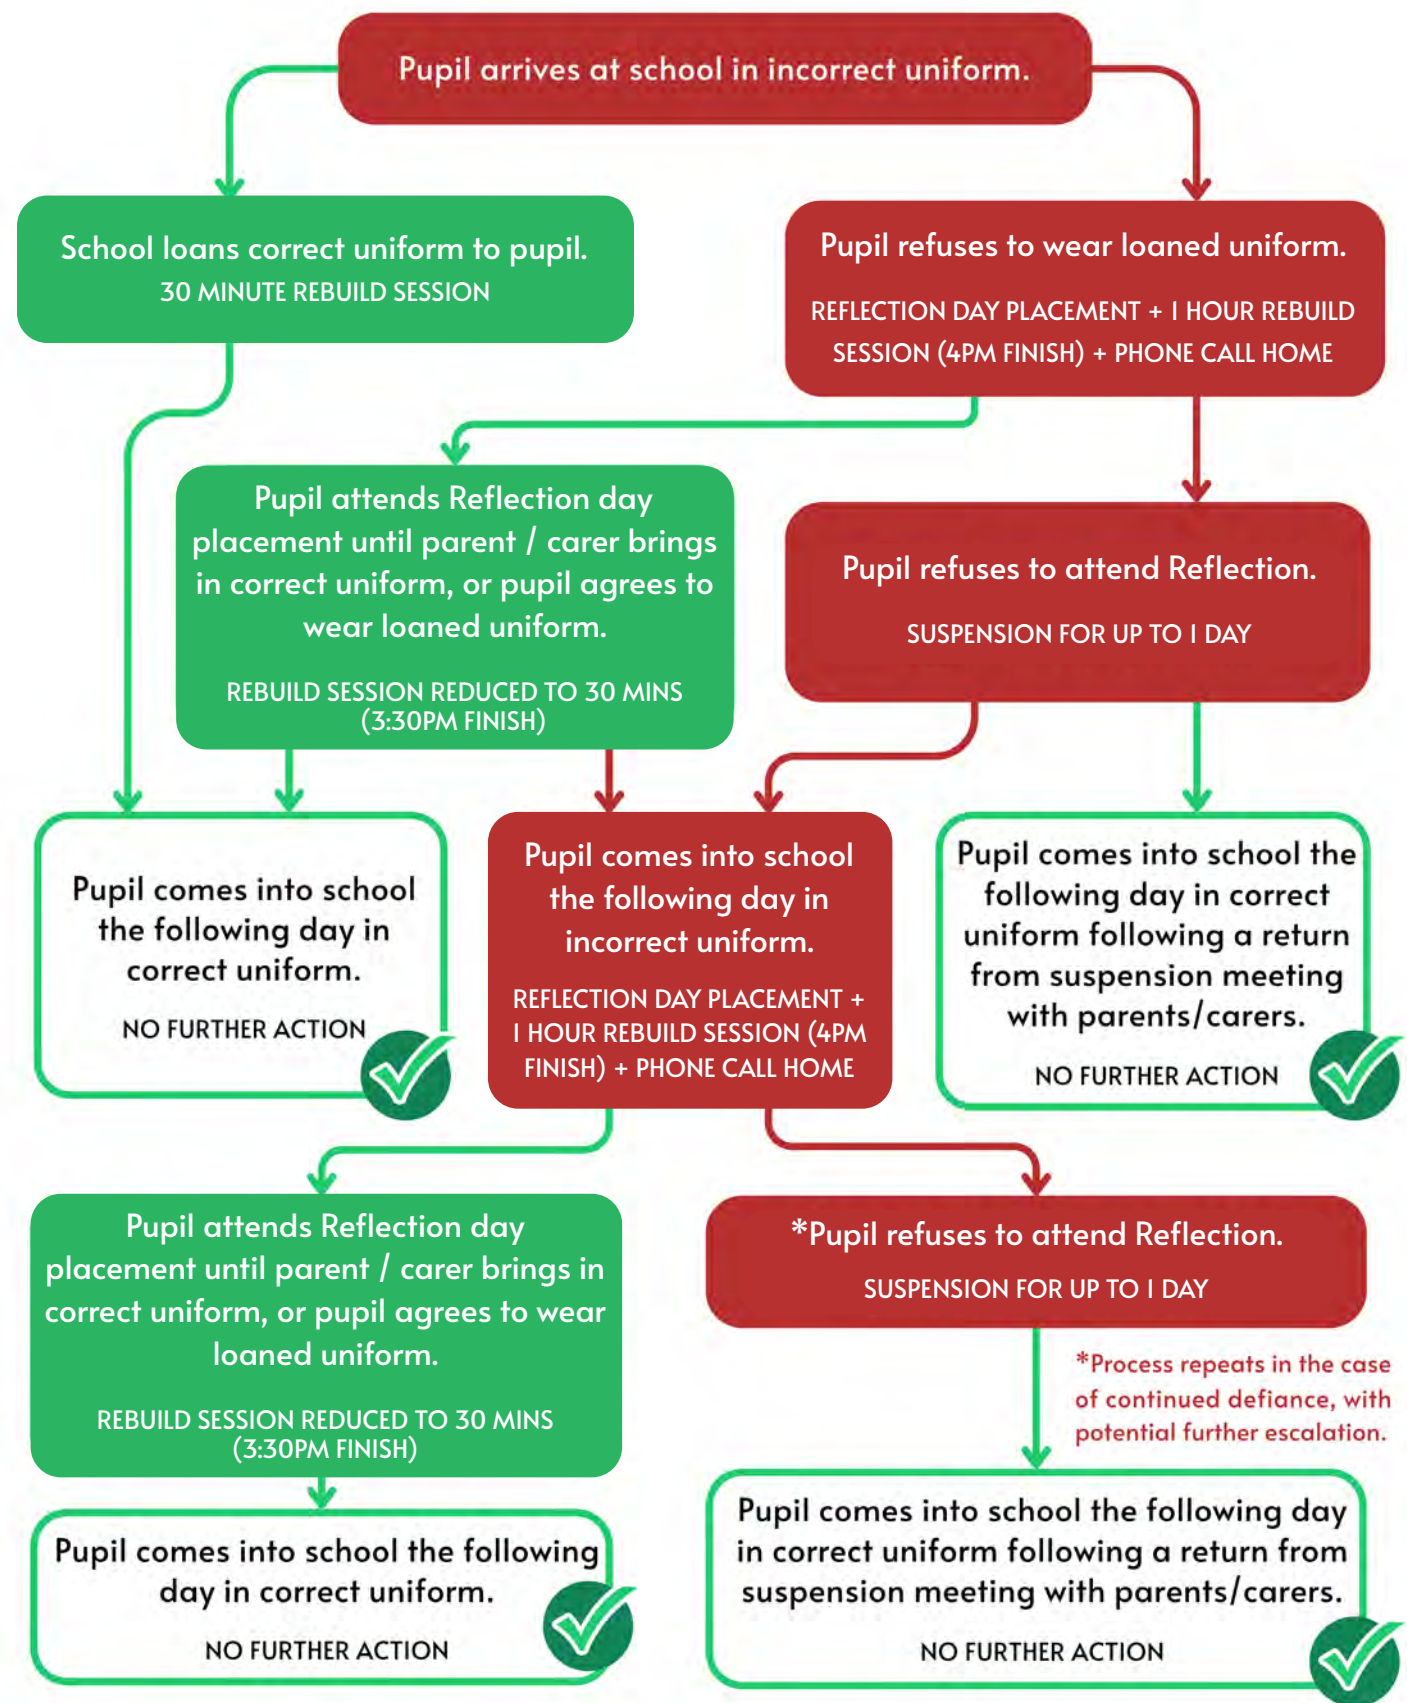 Pupil arrives at school in incorrect uniform.
School loans correct uniform to pupil.
30 MINUTE REBUILD SESSION
Pupil refuses to wear loaned uniform.
REFLECTION DAY PLACEMENT + 1 HOUR REBUILD
SESSION (4PM FINISH) + PHONE CALL HOME
Pupil attends Reflection day
placement until parent / carer brings
in correct uniform, or pupil agrees to
wear loaned uniform.
REBUILD SESSION REDUCED TO 30 MINS
(3:30PM FINISH)
Pupil refuses to attend Reflection.
SUSPENSION FOR UP TO 1 DAY
Pupil comes into school
the following day in
correct uniform.
NO FURTHER ACTION
Pupil comes into school
the following day in
incorrect uniform.
REFLECTION DAY PLACEMENT +
1 HOUR REBUILD SESSION (4PM
FINISH) + PHONE CALL HOME
Pupil comes into school the
following day in correct
uniform following a return
from suspension meeting
with parents/carers.
NO FURTHER ACTION
Pupil attends Reflection day
placement until parent / carer brings in
correct uniform, or pupil agrees to wear
loaned uniform.
REBUILD SESSION REDUCED TO 30 MINS
(3:30PM FINISH)
*Pupil refuses to attend Reflection.
SUSPENSION FOR UP TO 1 DAY
*Process repeats in the case
of continued defiance, with
potential further escalation.
Pupil comes into school the following
day in correct uniform.
NO FURTHER ACTION
Pupil comes into school the following day
in correct uniform following a return from
suspension meeting with parents/carers.
NO FURTHER ACTION